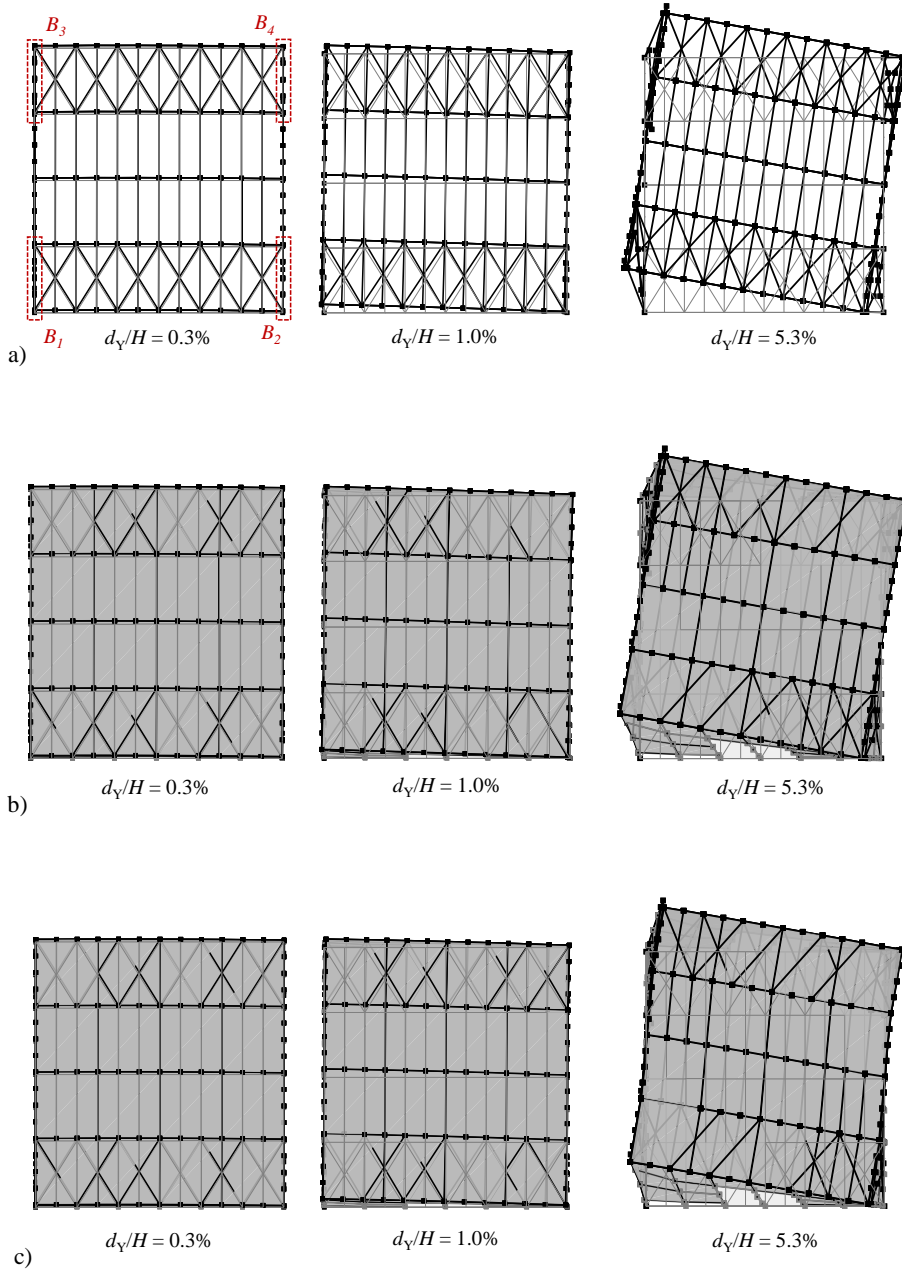 B3 B4
B1 B2
dY/H = 0.3% dY/H = 1.0% dY/H = 5.3%
a)
dY/H = 0.3% dY/H = 1.0% dY/H = 5.3%
b)
dY/H = 0.3% dY/H = 1.0% dY/H = 5.3%
c)